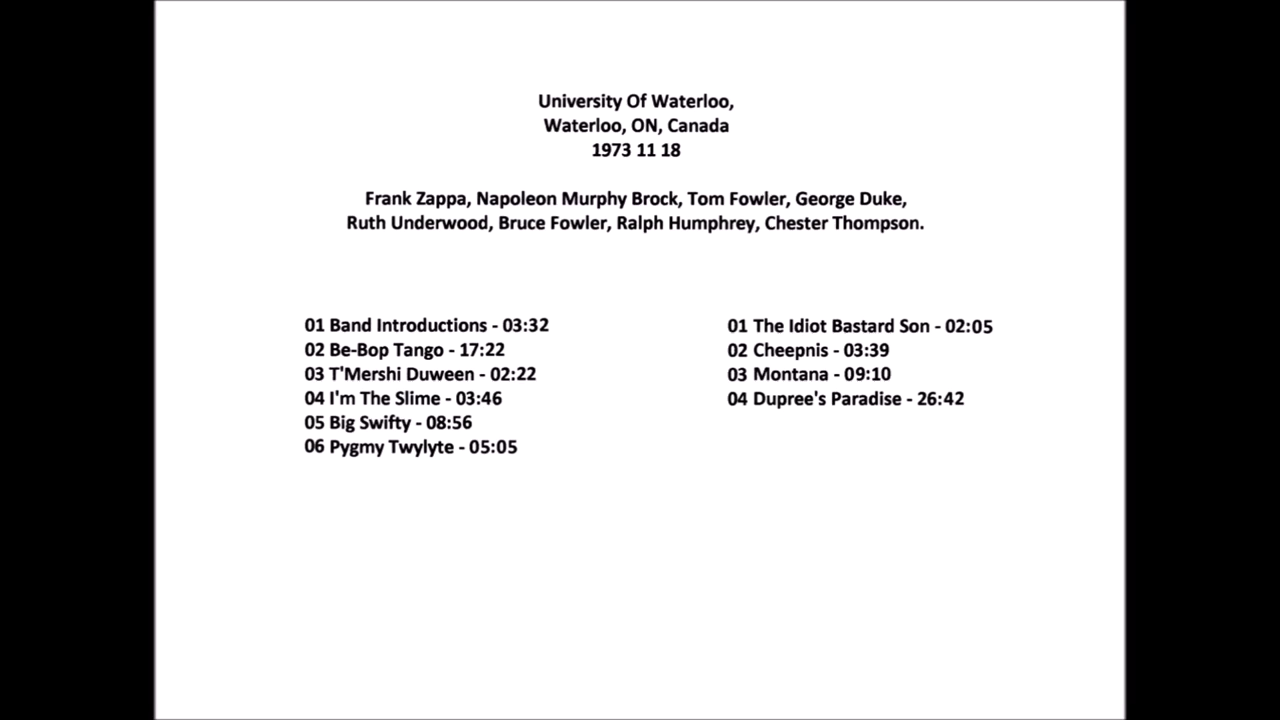 University Of Waterloo,
Waterloo, ON, Canada
1973 11 18
Frank Zappa, Napoleon Murphy Brock, Tom Fowler, George Duke,
Ruth Underwood, Bruce Fowler, Ralph Humphrey, Chester Thompson.
01 Band Introductions - 03:32
02 Be-Bop Tango - 17:22
03 T'Mershi Duween - 02:22
04 I'm The Slime - 03:46
05 Big Swifty - 08:56
06 Pygmy Twylyte - 05:05
01 The Idiot Bastard Son - 02:05
02 Cheepnis - 03:39
03 Montana - 09:10
04 Dupree's Paradise - 26:42